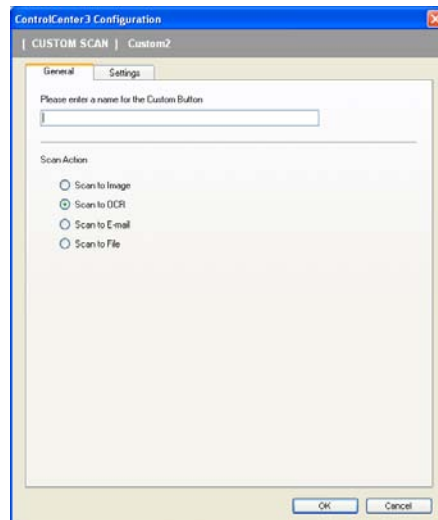 ControlCenter3 Configuration
| CUSTOM SCAN | Custom2
General Settings
Please enter a name for the Custom Button
Scan Action
Scan to Image
Scan to OCR
Scan to E-mail
Scan to File
OK Cancel